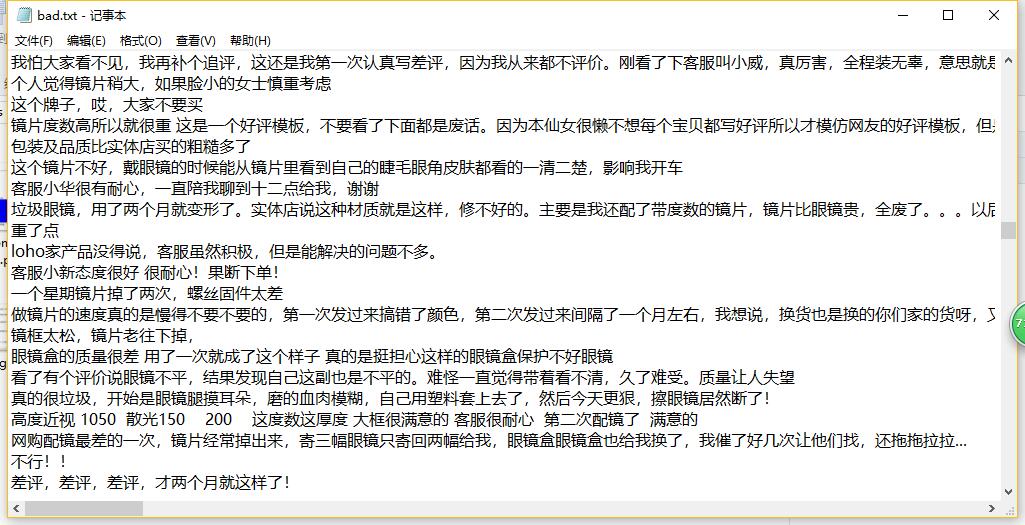 bad.txt - 记事本
文件(F) 编辑(E) 格式(O) 查看(V) 帮助(H)
我怕大家看不见，我再补个追评，这还是我第一次认真写差评，因为我从来都不评价。刚看了下客服叫小威，真厉害，全程装无辜，意思就是
个人觉得镜片稍大，如果脸小的女士慎重考虑
这个牌子，哎，大家不要买
镜片度数高所以就很重 这是一个好评模板，不要看了下面都是废话。因为本仙女很懒不想每个宝贝都写好评所以才模仿网友的好评模板，但是
包装及品质比实体店买的粗糙多了
这个镜片不好，戴眼镜的时候能从镜片里看到自己的睫毛眼角皮肤都看的一清二楚，影响我开车
客服小华很有耐心，一直陪我聊到十二点给我，谢谢
垃圾眼镜，用了两个月就变形了。实体店说这种材质就是这样，修不好的。主要是我还配了带度数的镜片，镜片比眼镜贵，全废了。。。以后
重了点
loho家产品没得说，客服虽然积极，但是能解决的问题不多。
客服小新态度很好 很耐心！果断下单！
一个星期镜片掉了两次，螺丝固件太差
做镜片的速度真的是慢得不要不要的，第一次发过来搞错了颜色，第二次发过来间隔了一个月左右，我想说，换货也是换的你们家的货呀，又
镜框太松，镜片老往下掉，
眼镜盒的质量很差 用了一次就成了这个样子 真的是挺担心这样的眼镜盒保护不好眼镜
看了有个评价说眼镜不平，结果发现自己这副也是不平的。难怪一直觉得带着看不清，久了难受。质量让人失望
真的很垃圾，开始是眼镜腿摸耳朵，磨的血肉模糊，自己用塑料套上去了，然后今天更狠，擦眼镜居然断了！
高度近视 1050 散光150 200 这度数这厚度 大框很满意的 客服很耐心 第二次配镜了 满意的
网购配镜最差的一次，镜片经常掉出来，寄三幅眼镜只寄回两幅给我，眼镜盒眼镜盒也给我换了，我催了好几次让他们找，还拖拖拉拉...
不行！！
差评，差评，差评，才两个月就这样了！